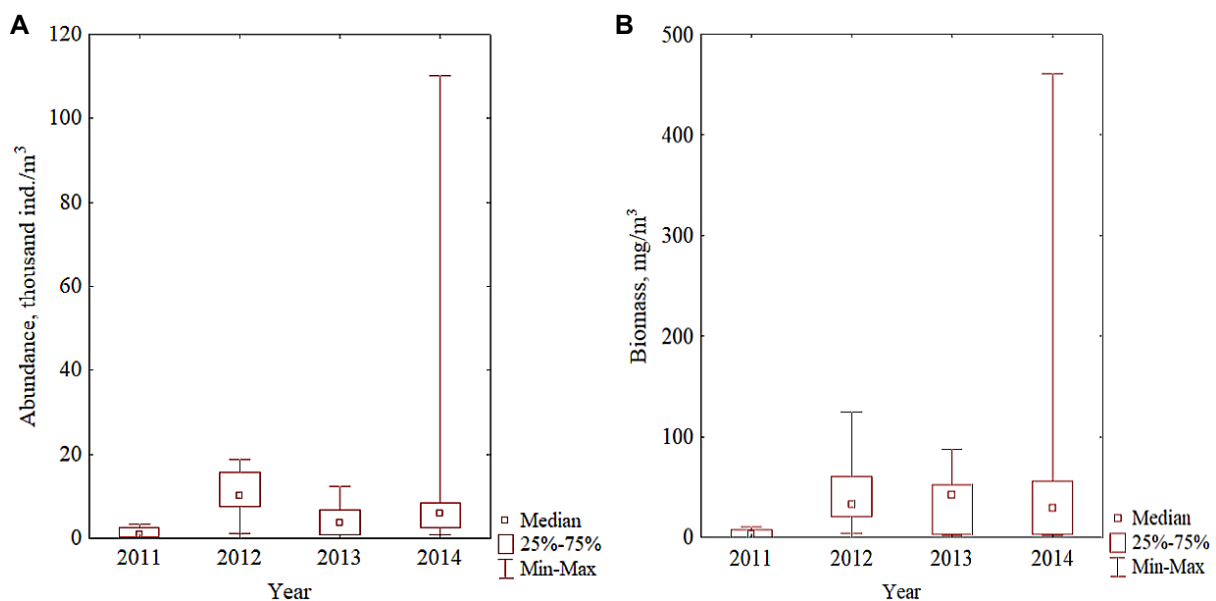 A
120
100
80
60
40
20
0
Abundance, thousand ind./m³
2011 2012 2013 2014
Year
Median
25%-75%
Min-Max
B
500
400
300
200
100
0
Biomass, mg/m³
2011 2012 2013 2014
Year
Median
25%-75%
Min-Max